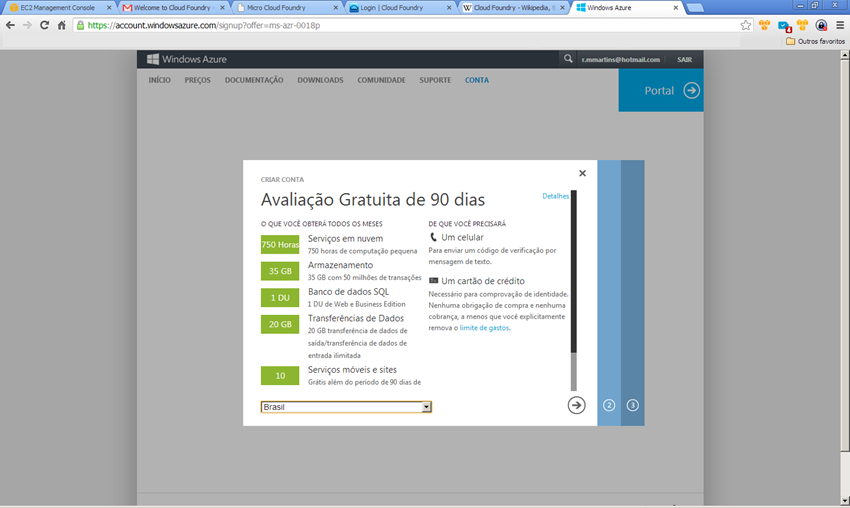 EC2 Management Console
Welcome to Cloud Foundry
Micro Cloud Foundry
Login | Cloud Foundry
Cloud Foundry - Wikipedia,
Windows Azure
https://account.windowsazure.com/signup?offer=ms-azr-0018p
4
Outros favoritos
Windows Azure
r.mmartins@hotmail.com
SAIR
INÍCIO PREÇOS DOCUMENTAÇÃO DOWNLOADS COMUNIDADE SUPORTE CONTA
Portal
CRIAR CONTA
Avaliação Gratuita de 90 dias
Detalhes
O QUE VOCÊ OBTERÁ TODOS OS MESES
750 Horas
Serviços em nuvem
750 horas de computação pequena
35 GB
Armazenamento
35 GB com 50 milhões de transações
1 DU
Banco de dados SQL
1 DU de Web e Business Edition
20 GB
Transferências de Dados
20 GB transferência de dados de
saída/transferência de dados de
entrada ilimitada
10
Serviços móveis e sites
Grátis além do período de 90 dias de
DE QUE VOCÊ PRECISARÁ
Um celular
Para enviar um código de verificação por
mensagem de texto.
Um cartão de crédito
Necessário para comprovação de identidade.
Nenhuma obrigação de compra e nenhuma
cobrança, a menos que você explicitamente
remova o limite de gastos.
Brasil
2
3